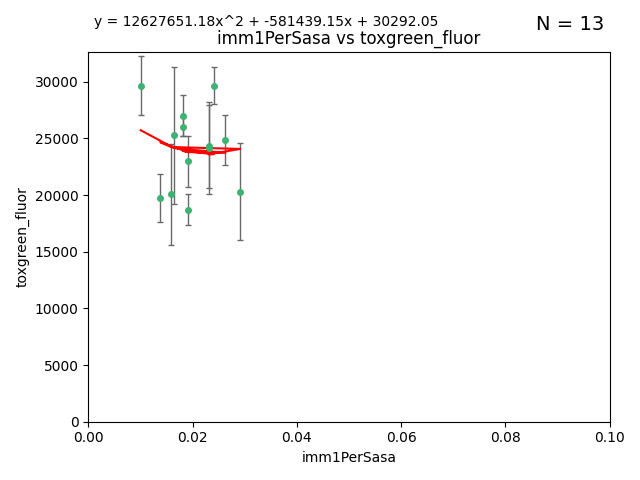 y = 12627651.18x^2 + -581439.15x + 30292.05
N = 13
imm1PerSasa vs toxgreen_fluor
30000
25000
20000
15000
10000
5000
0
toxgreen_fluor
0.00 0.02 0.04 0.06 0.08 0.10
imm1PerSasa